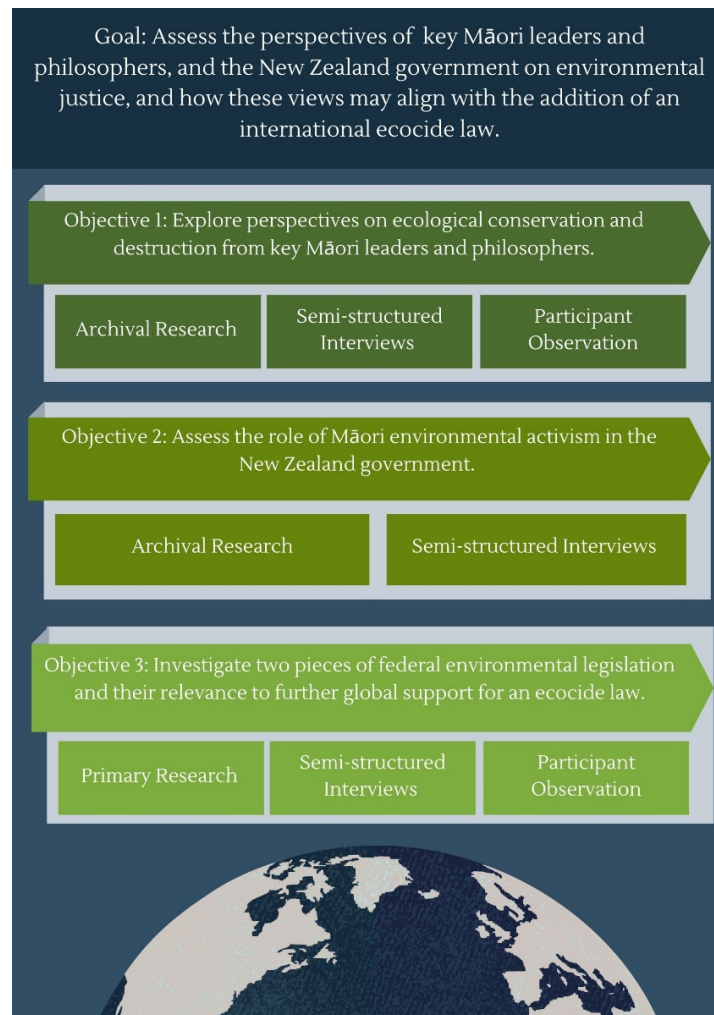 Goal: Assess the perspectives of key Māori leaders and
philosophers, and the New Zealand government on environmental
justice, and how these views may align with the addition of an
international ecocide law.
Objective 1: Explore perspectives on ecological conservation and
destruction from key Māori leaders and philosophers.
Archival Research
Semi-structured
Interviews
Participant
Observation
Objective 2: Assess the role of Māori environmental activism in the
New Zealand government.
Archival Research
Semi-structured Interviews
Objective 3: Investigate two pieces of federal environmental legislation
and their relevance to further global support for an ecocide law.
Primary Research
Semi-structured
Interviews
Participant
Observation